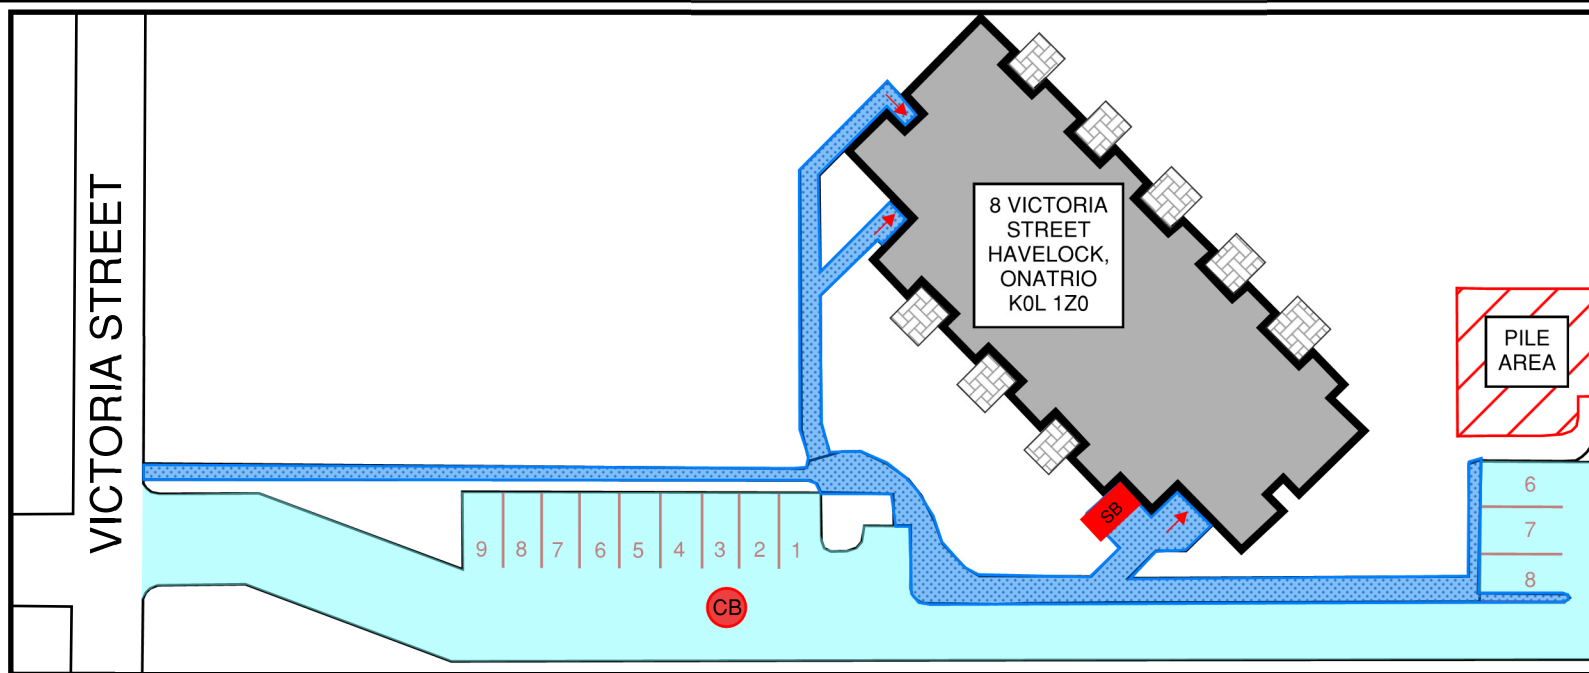 VICTORIA STREET
8 VICTORIA
STREET
HAVELOCK,
ONATRIO
K0L 1Z0
PILE
AREA
SB
CB
9 8 7 6 5 4 3 2 1
6
7
8